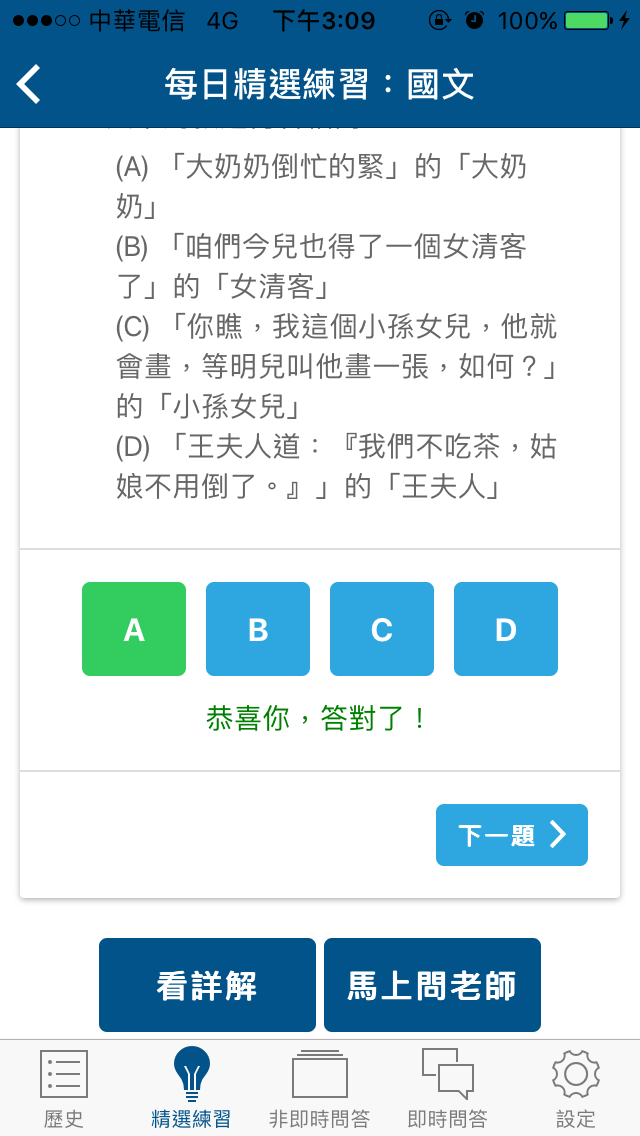 中華電信 4G 下午3:09 100%
每日精選練習：國文
(A) 「大奶奶倒忙的緊」的「大奶
奶」
(B) 「咱們今兒也得了一個女清客
了」的「女清客」
(C) 「你瞧，我這個小孫女兒，他就
會畫，等明兒叫他畫一張，如何？」
的「小孫女兒」
(D) 「王夫人道：『我們不吃茶，姑
娘不用倒了。』」的「王夫人」
A B C D
恭喜你，答對了！
下一題
看詳解 馬上問老師
歷史 精選練習 非即時問答 即時問答 設定